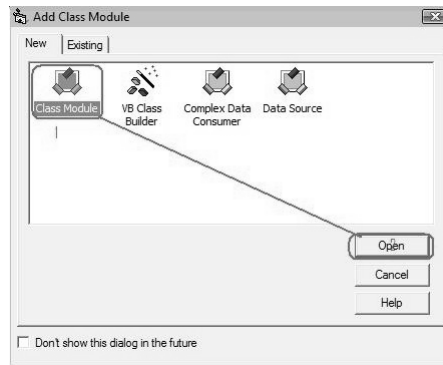 Add Class Module
New
Existing
Class Module
VB Class
Builder
Complex Data
Consumer
Data Source
Open
Cancel
Help
Don't show this dialog in the future